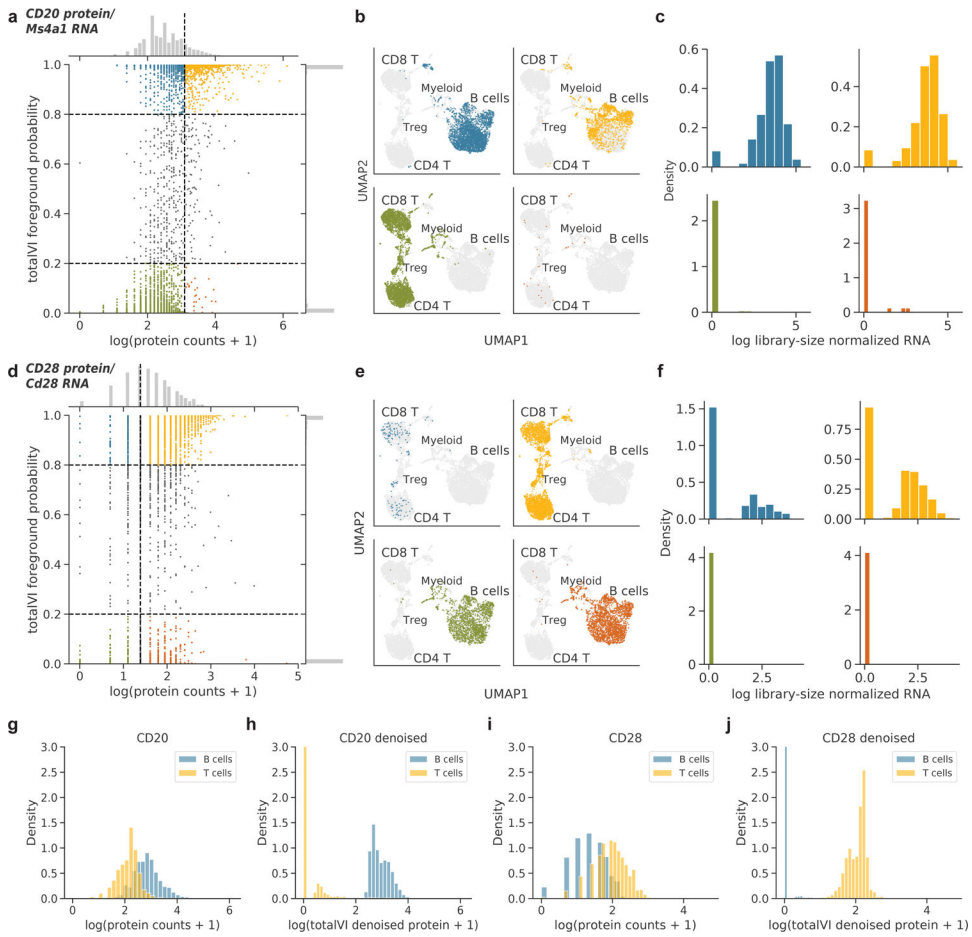 a
CD20 protein/
Ms4a1 RNA
totalVI foreground probability
1.0
0.8
0.6
0.4
0.2
0.0
0 2 4 6
log(protein counts + 1)
b
UMAP2
CD8 T
Myeloid
B cells
Treg
CD4 T
CD8 T
Myeloid
B cells
Treg
CD4 T
CD8 T
Myeloid
B cells
Treg
CD4 T
CD8 T
Myeloid
B cells
Treg
CD4 T
UMAP1
c
Density
0.6
0.4
0.2
0.0
0.4
0.2
0.0
2
1
0
0 5
3
2
1
0
0 5
log library-size normalized RNA
d
CD28 protein/
Cd28 RNA
totalVI foreground probability
1.0
0.8
0.6
0.4
0.2
0.0
0 1 2 3 4 5
log(protein counts + 1)
e
UMAP2
CD8 T
Myeloid
B cells
Treg
CD4 T
CD8 T
Myeloid
B cells
Treg
CD4 T
CD8 T
Myeloid
B cells
Treg
CD4 T
CD8 T
Myeloid
B cells
Treg
CD4 T
UMAP1
f
Density
1.5
1.0
0.5
0.0
0.75
0.50
0.25
0.00
4
2
0
0.0 2.5
4
2
0
0.0 2.5
log library-size normalized RNA
g
CD20
B cells
T cells
Density
3.0
2.5
2.0
1.5
1.0
0.5
0.0
0 2 4 6
log(protein counts + 1)
h
CD20 denoised
B cells
T cells
Density
3.0
2.5
2.0
1.5
1.0
0.5
0.0
0 2 4 6
log(totalVI denoised protein + 1)
i
CD28
B cells
T cells
Density
3.0
2.5
2.0
1.5
1.0
0.5
0.0
0 2 4
log(protein counts + 1)
j
CD28 denoised
B cells
T cells
Density
3.0
2.5
2.0
1.5
1.0
0.5
0.0
0 2 4
log(totalVI denoised protein + 1)